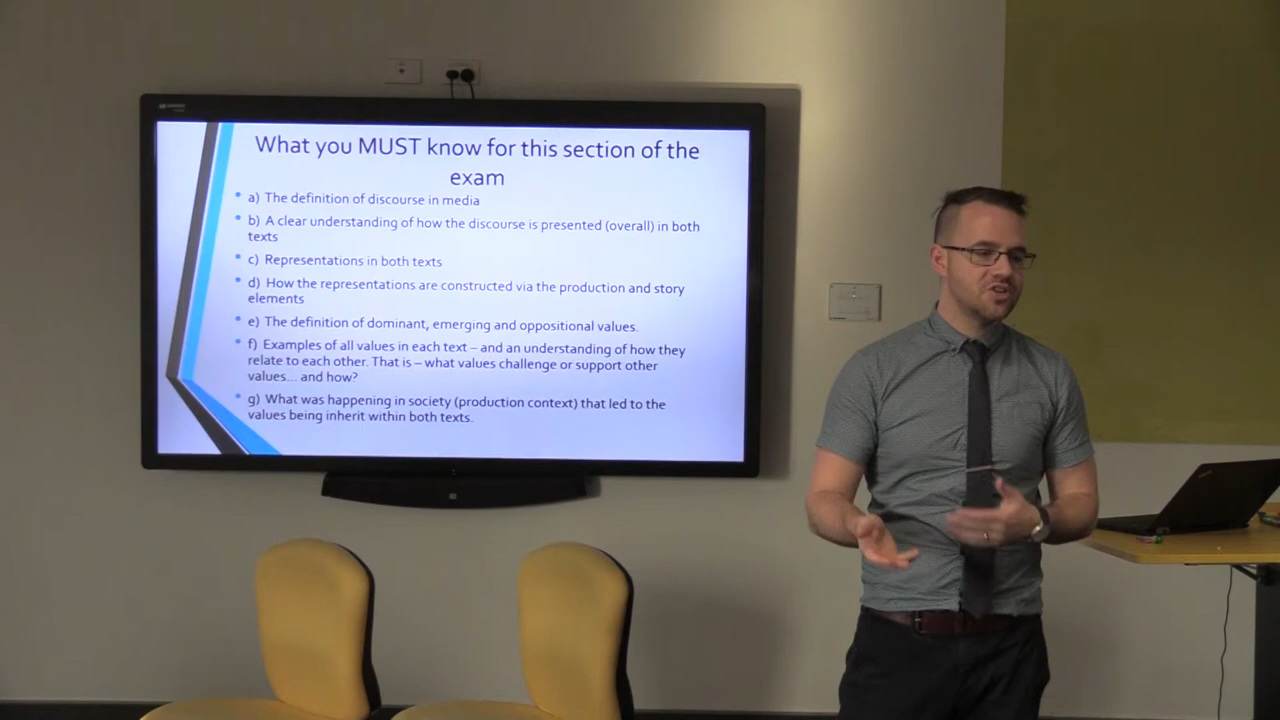 What you MUST know for this section of the
exam
a) The definition of discourse in media
b) A clear understanding of how the discourse is presented (overall) in both
texts
c) Representations in both texts
d) How the representations are constructed via the production and story
elements
e) The definition of dominant, emerging and oppositional values.
f) Examples of all values in each text – and an understanding of how they
relate to each other. That is – what values challenge or support other
values... and how?
g) What was happening in society (production context) that led to the
values being inherit within both texts.